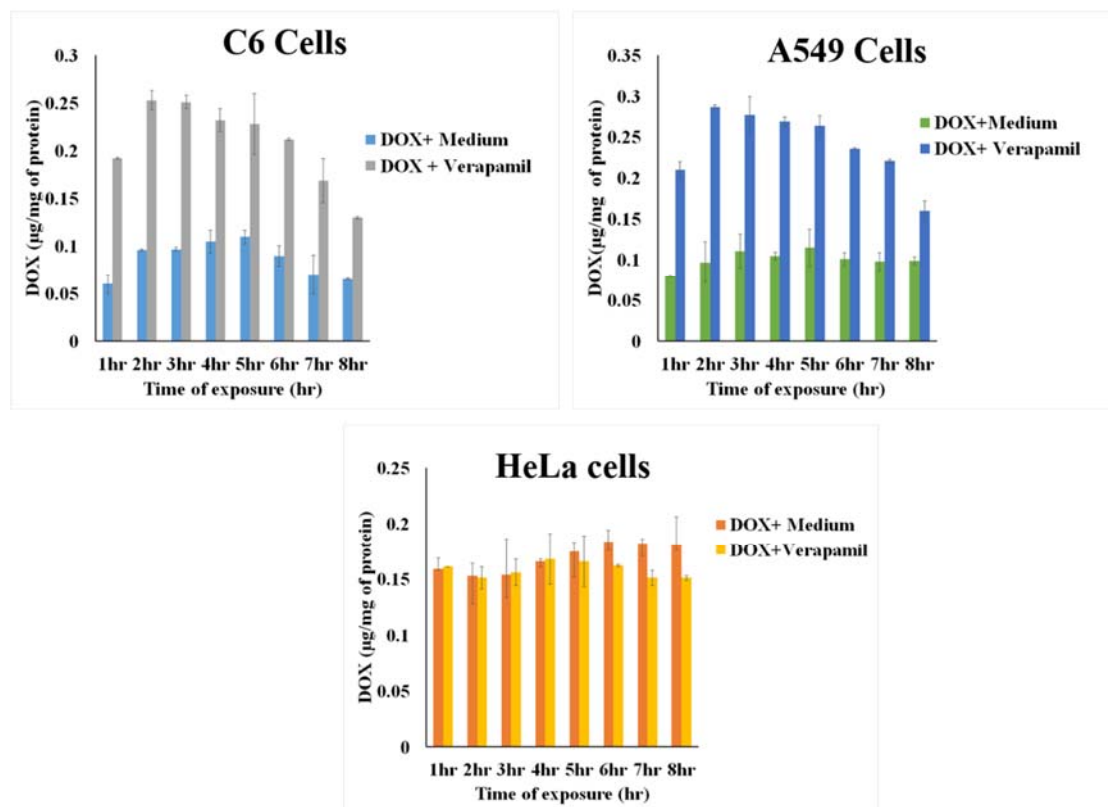 C6 Cells
0.3
0.25
0.2
0.15
0.1
0.05
0
DOX (µg/mg of protein)
DOX+ Medium
DOX + Verapamil
1hr 2hr 3hr 4hr 5hr 6hr 7hr 8hr
Time of exposure (hr)
A549 Cells
0.35
0.3
0.25
0.2
0.15
0.1
0.05
0
DOX(µg/mg of protein)
DOX+Medium
DOX+ Verapamil
1hr 2hr 3hr 4hr 5hr 6hr 7hr 8hr
Time of exposure (hr)
HeLa cells
0.25
0.2
0.15
0.1
0.05
0
DOX (µg/mg of protein)
DOX+ Medium
DOX+Verapamil
1hr 2hr 3hr 4hr 5hr 6hr 7hr 8hr
Time of exposure (hr)